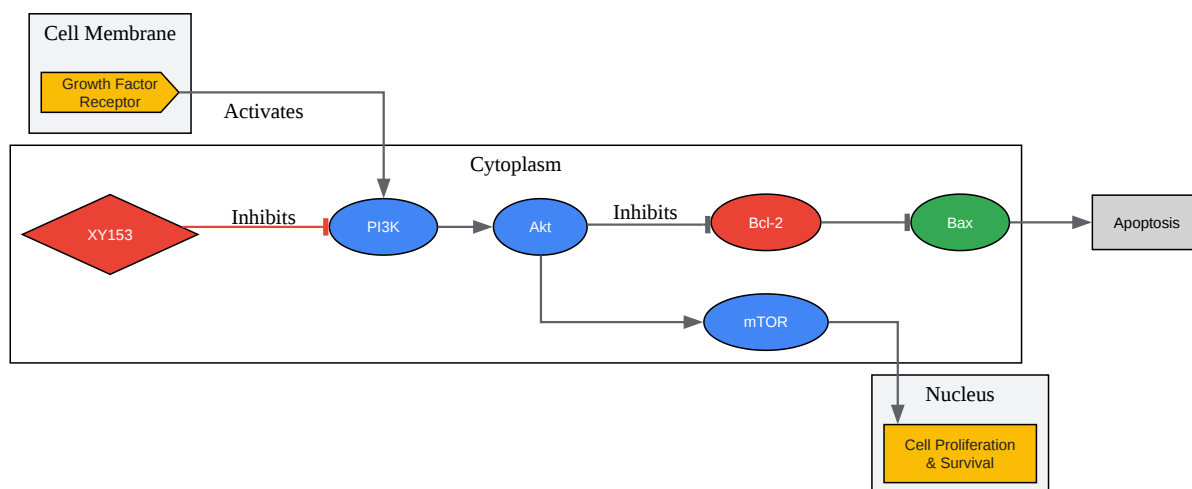 Cell Membrane
Growth Factor
Receptor
Activates
Cytoplasm
XY153
Inhibits
PI3K
Akt
Inhibits
Bcl-2
Bax
Apoptosis
mTOR
Nucleus
Cell Proliferation
& Survival